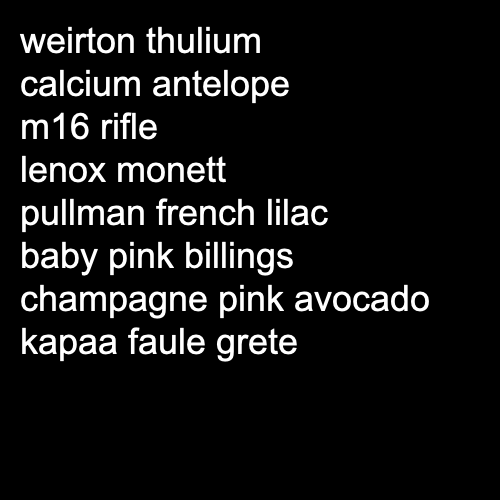 weirton thulium
calcium antelope
m16 rifle
lenox monett
pullman french lilac
baby pink billings
champagne pink avocado
kapaa faule grete